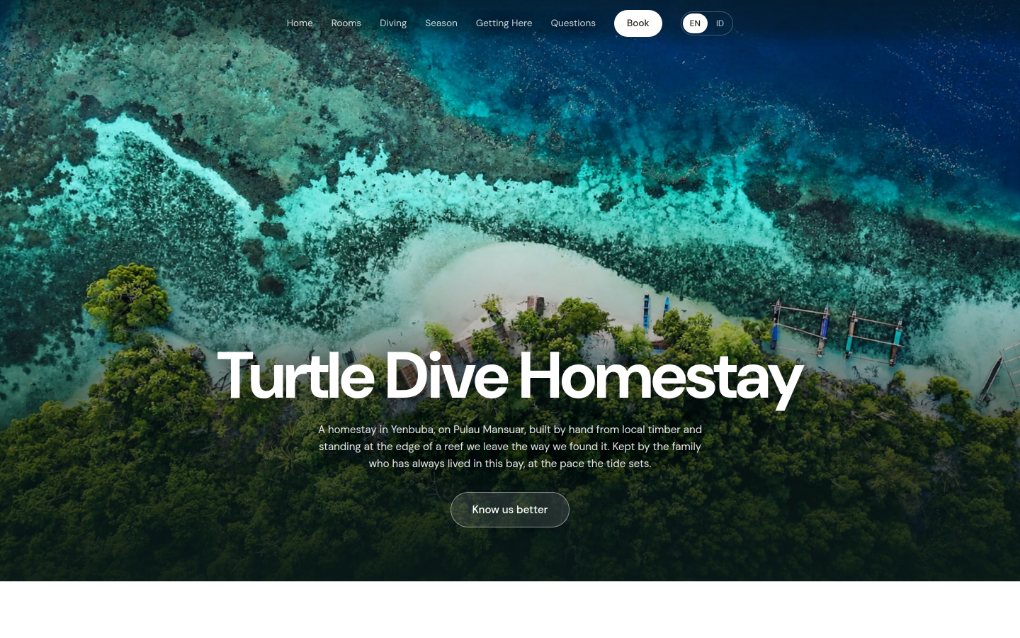 Home Rooms Diving Season Getting Here Questions Book EN ID
Turtle Dive Homestay
A homestay in Yenbuba, on Pulau Mansuar, built by hand from local timber and
standing at the edge of a reef we leave the way we found it. Kept by the family
who has always lived in this bay, at the pace the tide sets.
Know us better